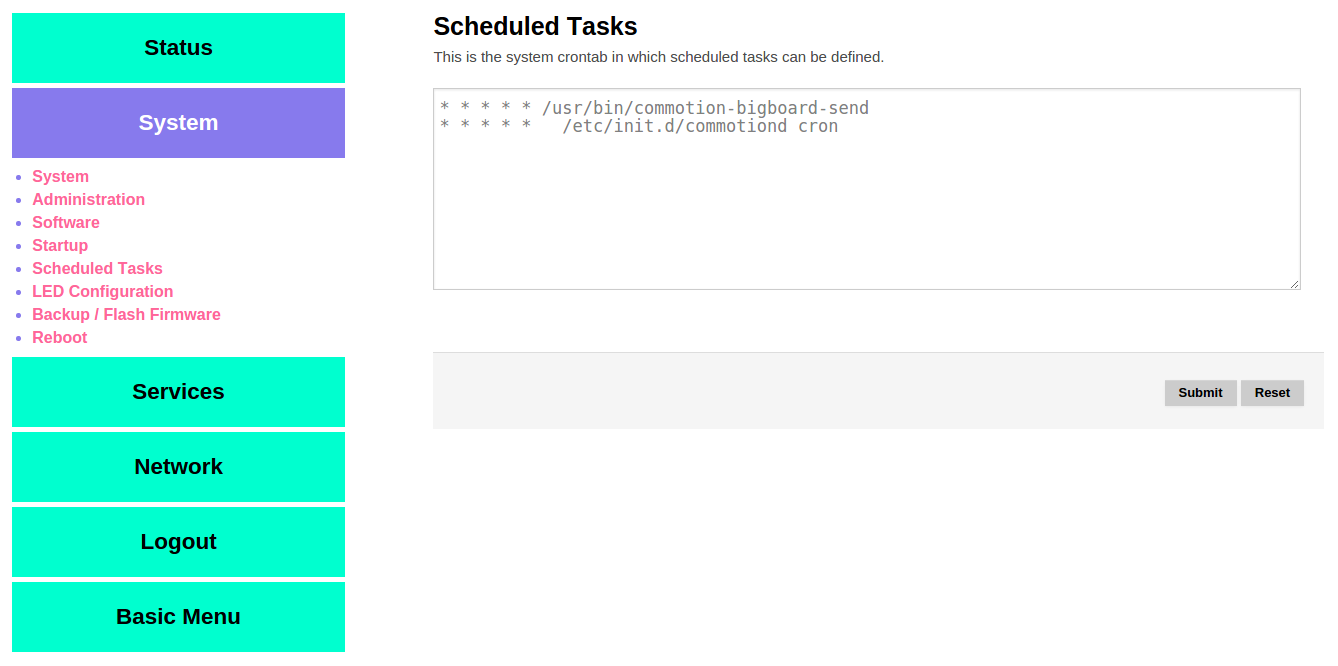 Status
System
System
Administration
Software
Startup
Scheduled Tasks
LED Configuration
Backup / Flash Firmware
Reboot
Services
Network
Logout
Basic Menu
Scheduled Tasks
This is the system crontab in which scheduled tasks can be defined.
* * * * * /usr/bin/commotion-bigboard-send
* * * * *   /etc/init.d/commotiond cron
Submit Reset